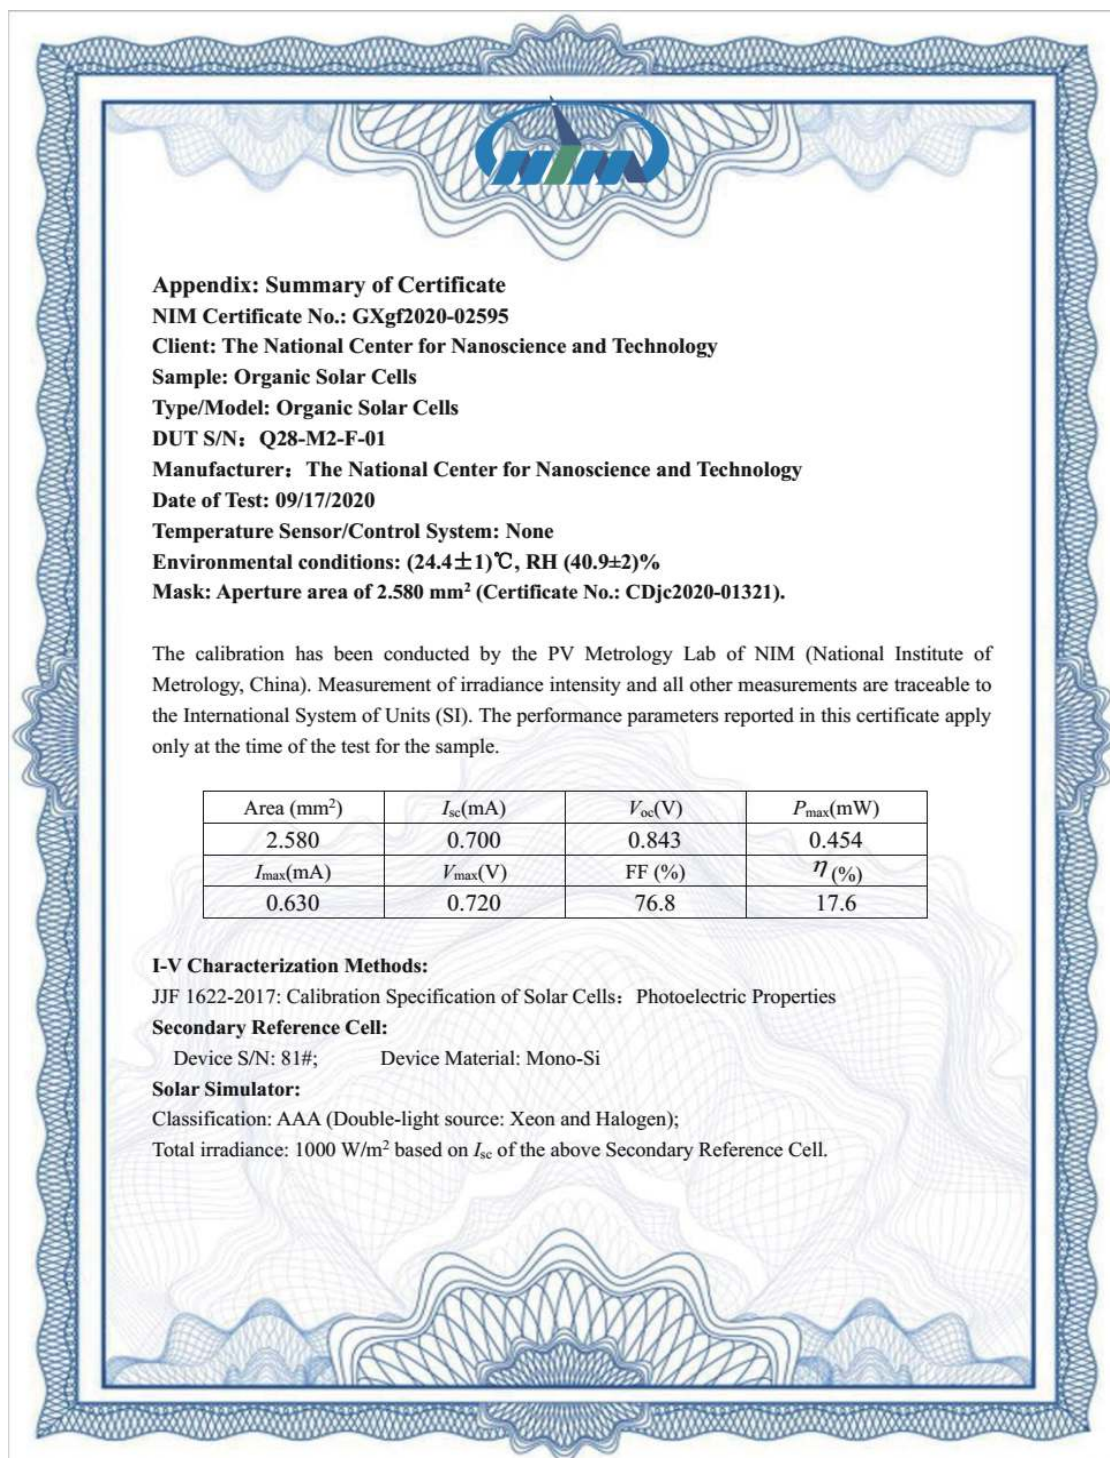 NIM
Appendix: Summary of Certificate
NIM Certificate No.: GXgf2020-02595
Client: The National Center for Nanoscience and Technology
Sample: Organic Solar Cells
Type/Model: Organic Solar Cells
DUT S/N：Q28-M2-F-01
Manufacturer：The National Center for Nanoscience and Technology
Date of Test: 09/17/2020
Temperature Sensor/Control System: None
Environmental conditions: (24.4±1)℃, RH (40.9±2)%
Mask: Aperture area of 2.580 mm² (Certificate No.: CDjc2020-01321).
The calibration has been conducted by the PV Metrology Lab of NIM (National Institute of
Metrology, China). Measurement of irradiance intensity and all other measurements are traceable to
the International System of Units (SI). The performance parameters reported in this certificate apply
only at the time of the test for the sample.
Area (mm²) Isc(mA) Voc(V) Pmax(mW)
2.580 0.700 0.843 0.454
Imax(mA) Vmax(V) FF (%) η (%)
0.630 0.720 76.8 17.6
I-V Characterization Methods:
JJF 1622-2017: Calibration Specification of Solar Cells：Photoelectric Properties
Secondary Reference Cell:
Device S/N: 81#; Device Material: Mono-Si
Solar Simulator:
Classification: AAA (Double-light source: Xeon and Halogen);
Total irradiance: 1000 W/m² based on Isc of the above Secondary Reference Cell.